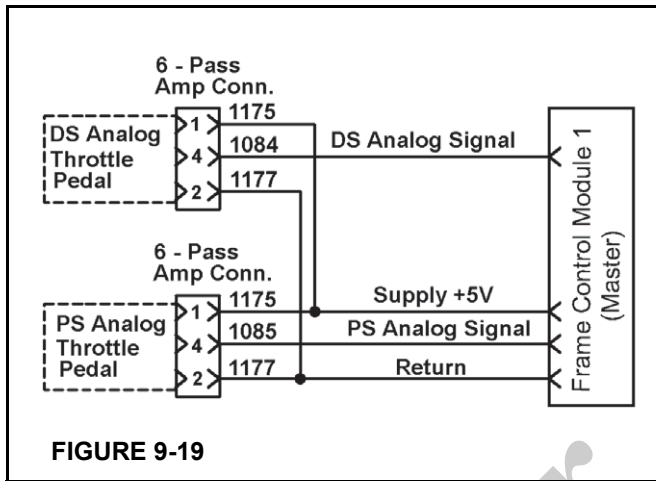 6 - Pass
Amp Conn.
DS Analog
Throttle
Pedal
1 1175
4 1084 DS Analog Signal
2 1177
6 - Pass
Amp Conn.
PS Analog
Throttle
Pedal
1 1175 Supply +5V
4 1085 PS Analog Signal
2 1177 Return
Frame Control Module 1
(Master)
FIGURE 9-19